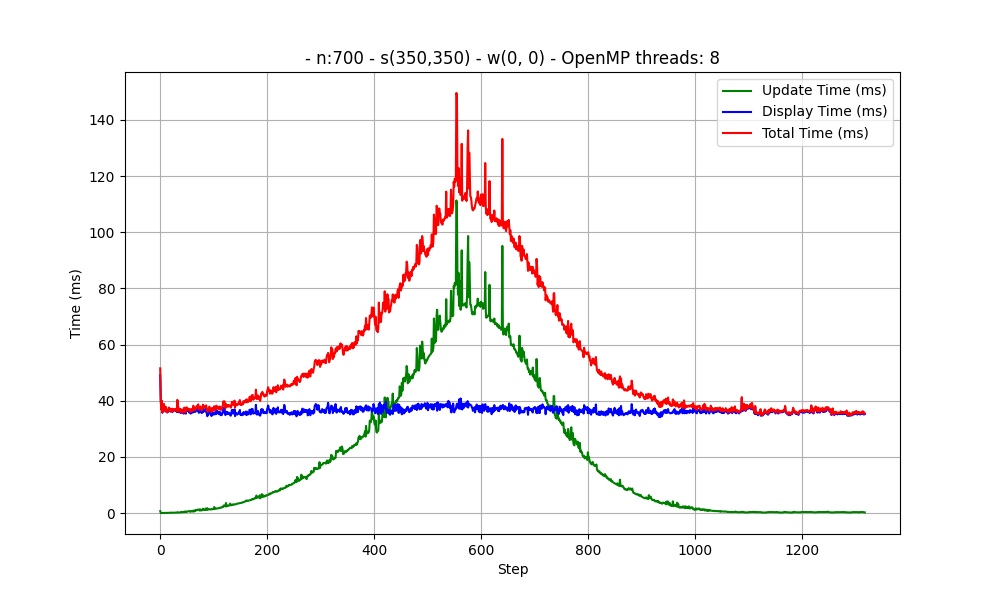 - n:700 - s(350,350) - w(0, 0) - OpenMP threads: 8
Update Time (ms)
Display Time (ms)
Total Time (ms)
Time (ms)
140
120
100
80
60
40
20
0
0 200 400 600 800 1000 1200
Step